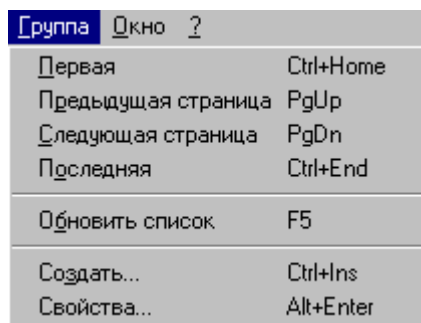 Группа Окно ?
Первая Ctrl+Home
Предыдущая страница PgUp
Следующая страница PgDn
Последняя Ctrl+End
Обновить список F5
Создать... Ctrl+Ins
Свойства... Alt+Enter